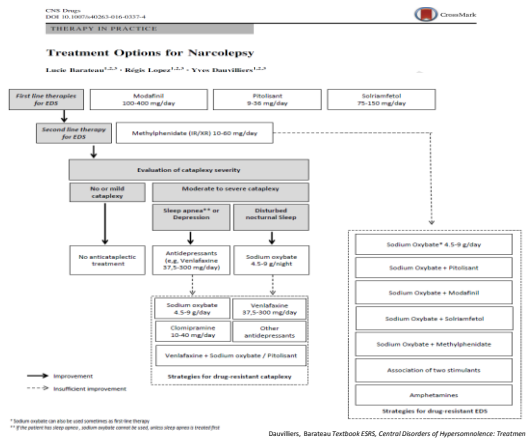 CNS Drugs
DOI 10.1007/s40263-016-0337-4
CrossMark
THERAPY IN PRACTICE
Treatment Options for Narcolepsy
Lucie Barateau1,2,3 · Régis Lopez1,2,3 · Yves Dauvilliers1,2,3
First line therapies
for EDS
Modafinil
100-400 mg/day
Pitolisant
9-36 mg/day
Solriamfetol
75-150 mg/day
Second line therapy
for EDS
Methylphenidate (IR/XR) 10-60 mg/day
Evaluation of cataplexy severity
No or mild
cataplexy
Moderate to severe cataplexy
Sleep apnea** or
Depression
Disturbed
nocturnal Sleep
No anticataplectic
treatment
Antidepressants
(e,g, Venlafaxine
37,5-300 mg/day)
Sodium oxybate
4.5-9 g/night
Sodium oxybate
4.5-9 g/day
Venlafaxine
37,5-300 mg/day
Clomipramine
10-40 mg/day
Other
antidepressants
Venlafaxine + Sodium oxybate / Pitolisant
Strategies for drug-resistant cataplexy
Sodium Oxybate* 4.5-9 g/day
Sodium Oxybate + Pitolisant
Sodium Oxybate + Modafinil
Sodium Oxybate + Solriamfetol
Sodium Oxybate + Methylphenidate
Association of two stimulants
Amphetamines
Strategies for drug-resistant EDS
Improvement
Insufficient improvement
* Sodium oxybate can also be used sometimes as first-line therapy
** If the patient has sleep apnea, sodium oxybate cannot be used, unless sleep apnea is treated first
Dauvilliers, Barateau Textbook ESRS, Central Disorders of Hypersomnolence: Treatmen